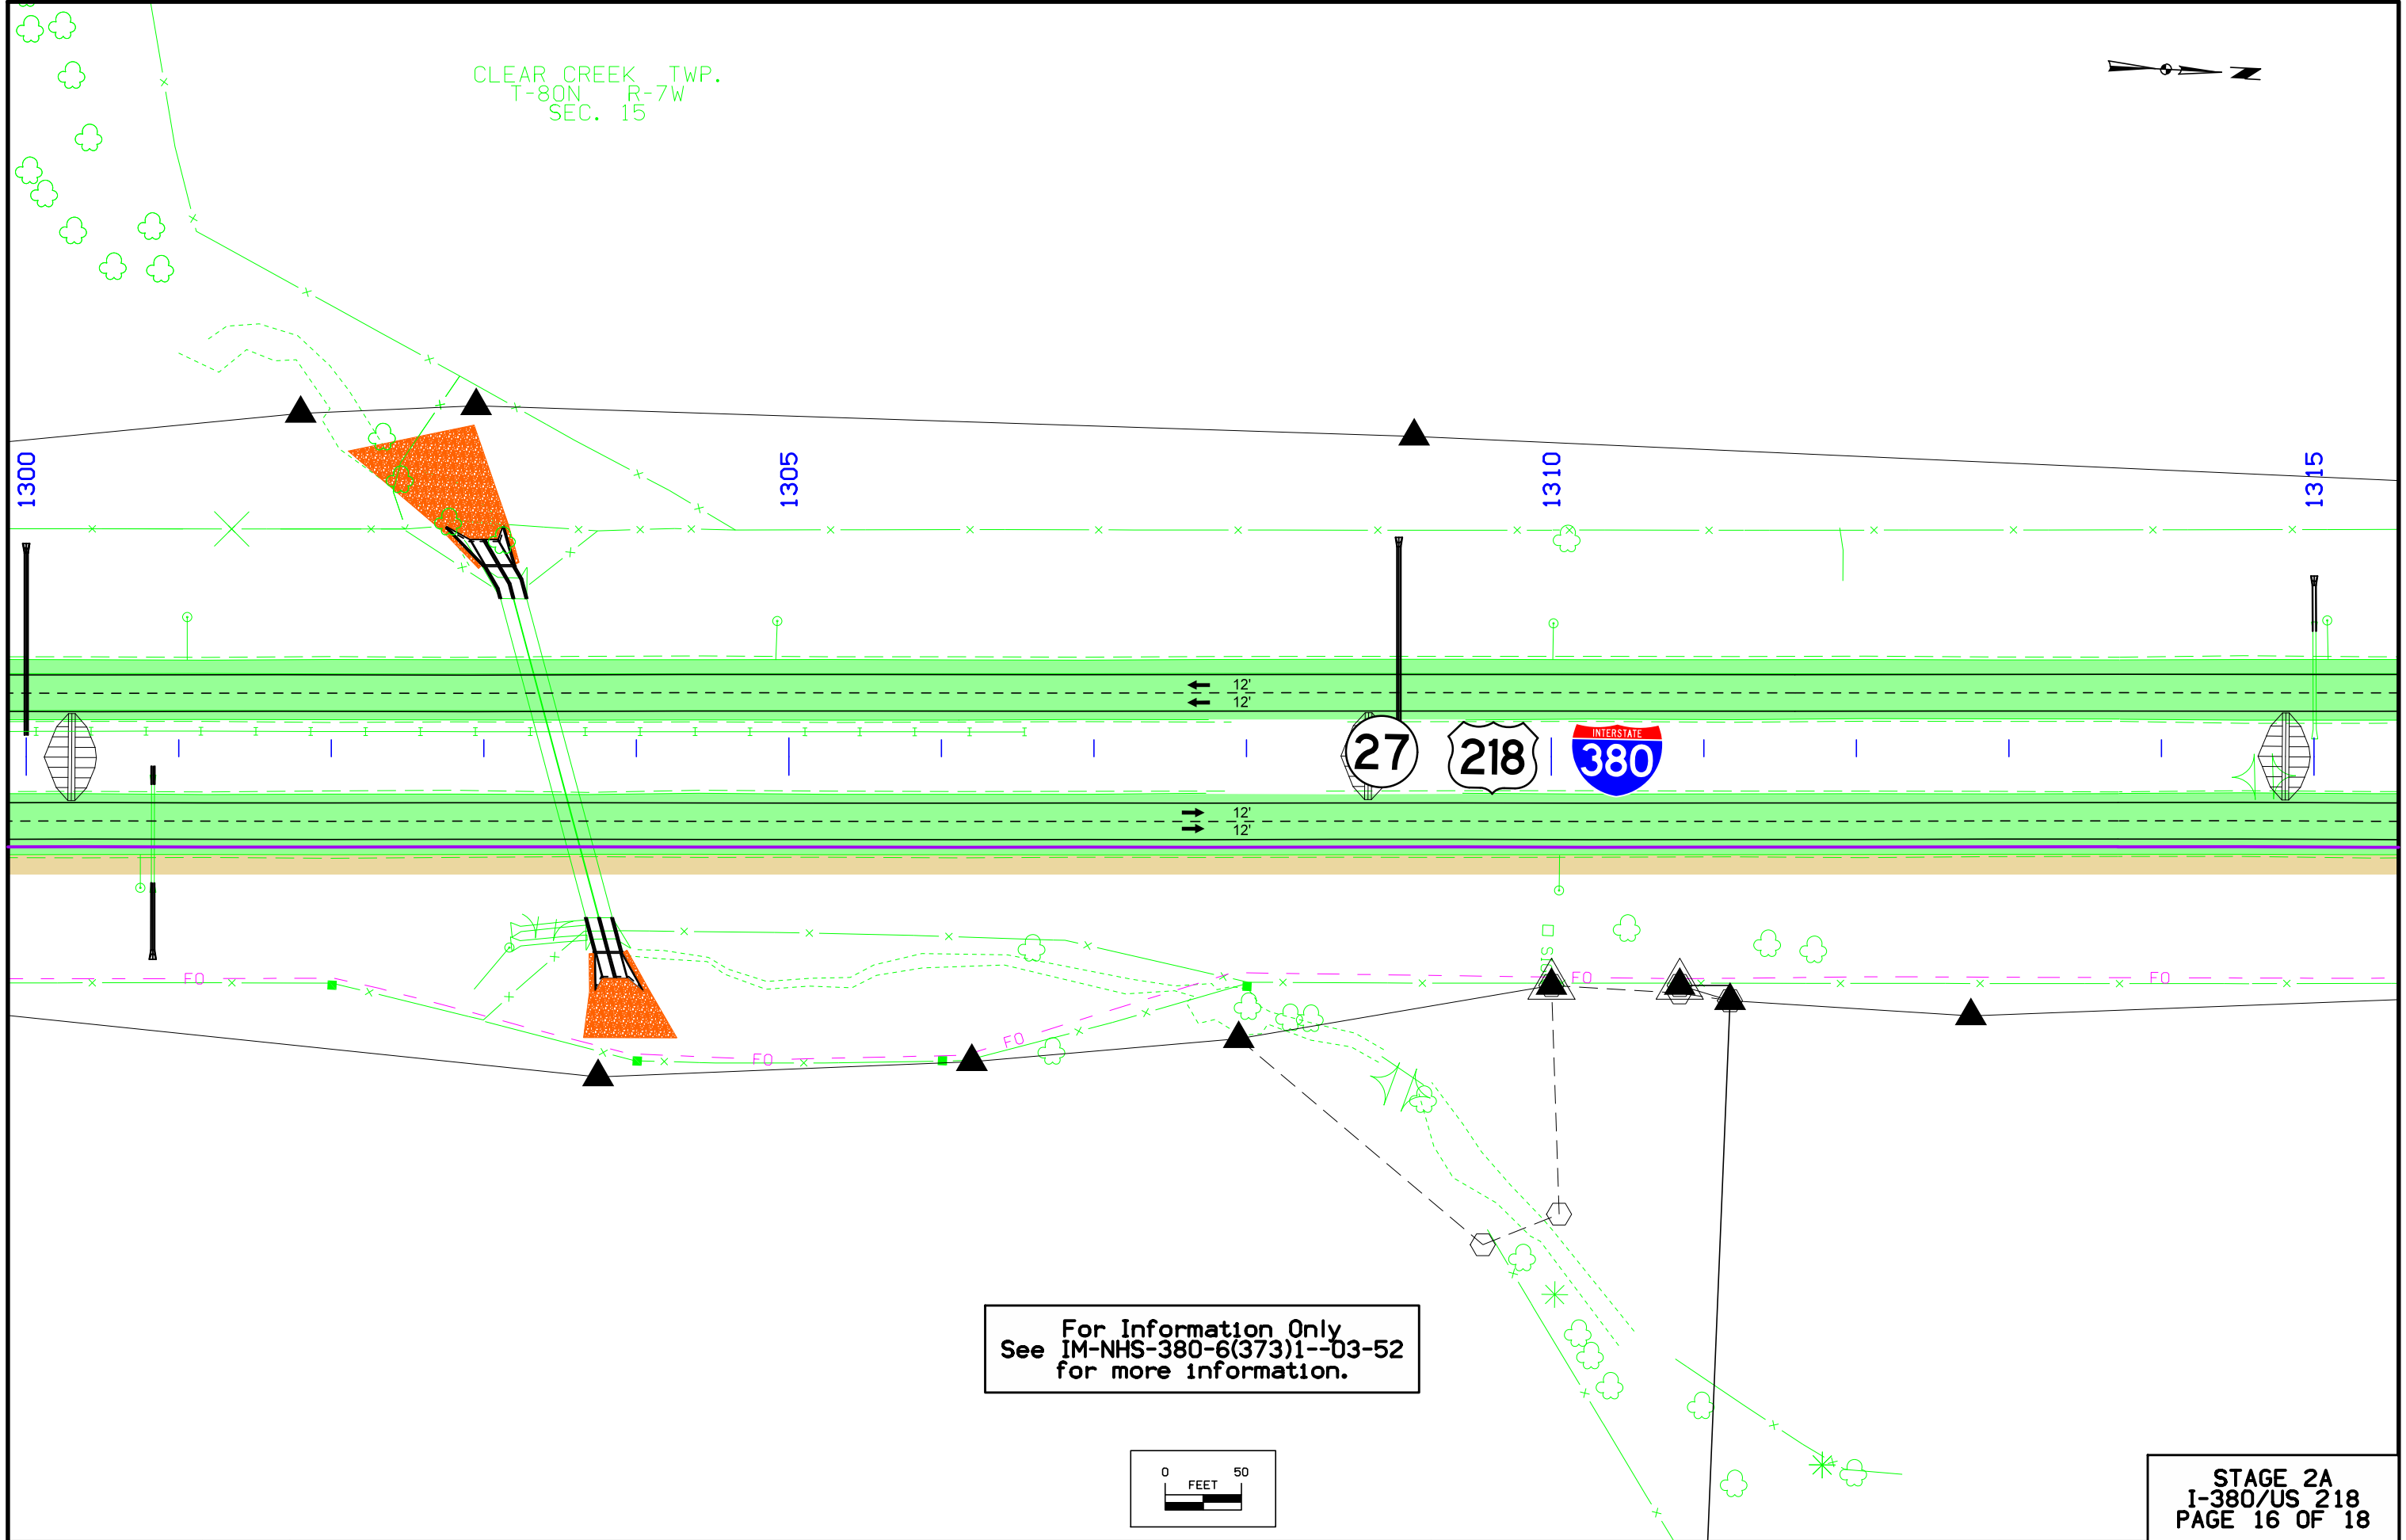 CLEAR CREEK TWP.
T-80N R-7W
SEC. 15
N
1300
1305
1310
1315
12'
12'
27
218
INTERSTATE
380
12'
12'
SIGN
FO
FO
FO
FO
FO
For Information Only
See IM-NHS-380-6(373)1--03-52
for more information.
0 50
FEET
STAGE 2A
I-380/US 218
PAGE 16 OF 18